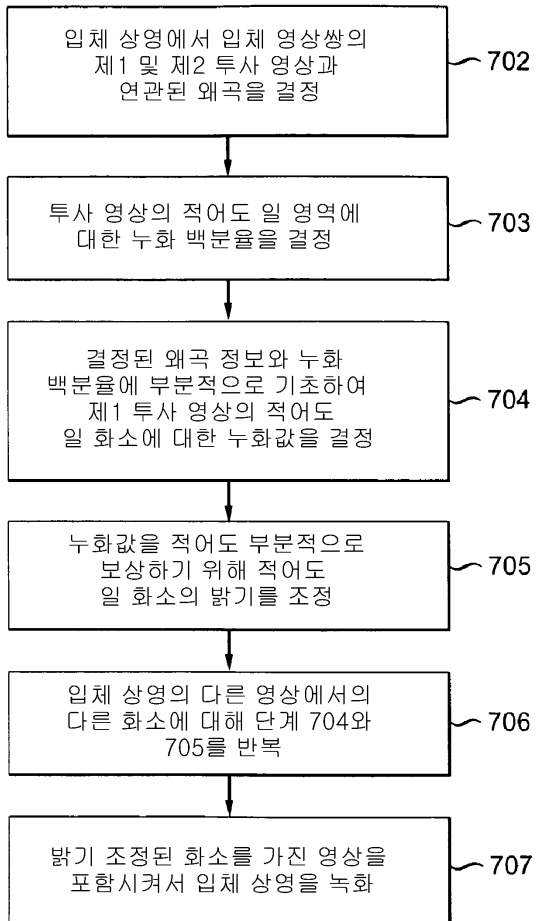 입체 상영에서 입체 영상쌍의
제1 및 제2 투사 영상과
연관된 왜곡을 결정
702
투사 영상의 적어도 일 영역에
대한 누화 백분율을 결정
703
결정된 왜곡 정보와 누화
백분율에 부분적으로 기초하여
제1 투사 영상의 적어도
일 화소에 대한 누화값을 결정
704
누화값을 적어도 부분적으로
보상하기 위해 적어도
일 화소의 밝기를 조정
705
입체 상영의 다른 영상에서의
다른 화소에 대해 단계 704와
705를 반복
706
밝기 조정된 화소를 가진 영상을
포함시켜서 입체 상영을 녹화
707